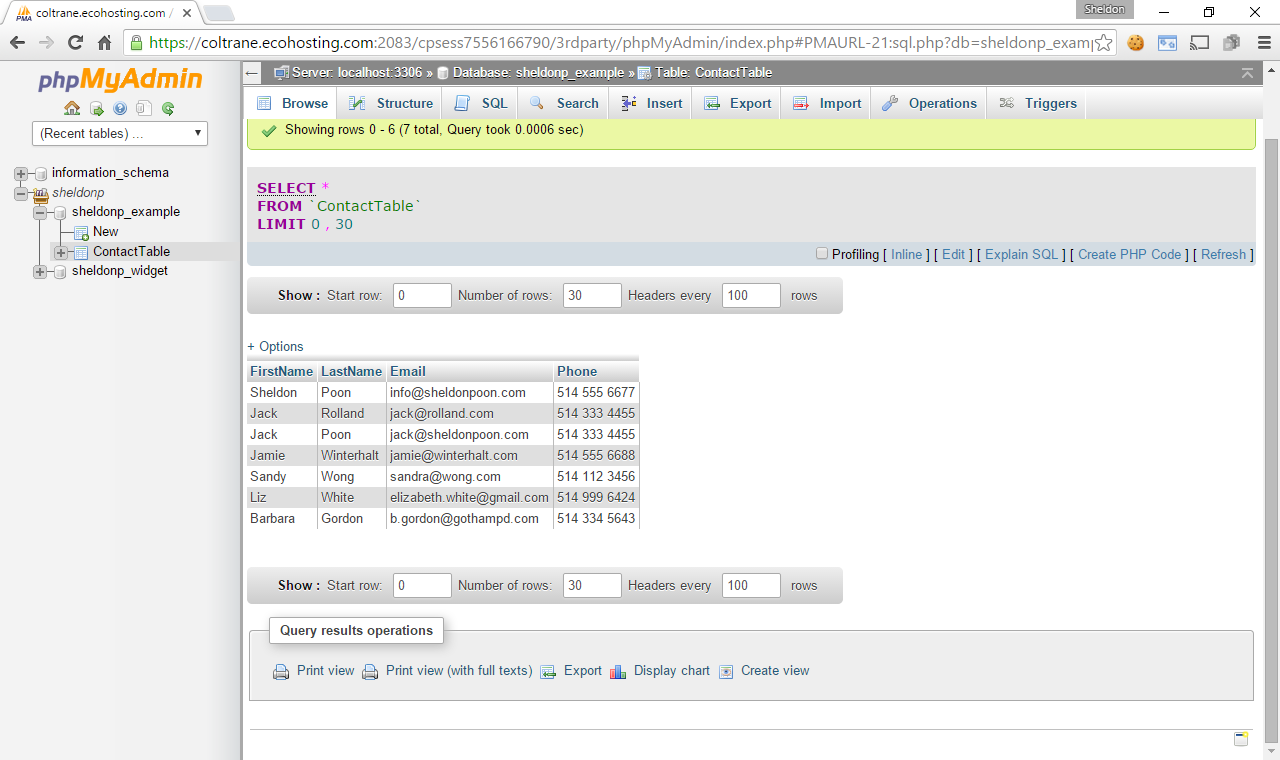 coltrane.ecohosting.com /
Sheldon
https://coltrane.ecohosting.com:2083/cpsess7556166790/3rdparty/phpMyAdmin/index.php#PMAURL-21:sql.php?db=sheldonp_exam
phpMyAdmin
(Recent tables) ...
information_schema
sheldonp
sheldonp_example
New
ContactTable
sheldonp_widget
Server: localhost:3306 » Database: sheldonp_example » Table: ContactTable
Browse Structure SQL Search Insert Export Import Operations Triggers
Showing rows 0 - 6 (7 total, Query took 0.0006 sec)
SELECT *
FROM `ContactTable`
LIMIT 0 , 30
Profiling [ Inline ] [ Edit ] [ Explain SQL ] [ Create PHP Code ] [ Refresh ]
Show : Start row: 0 Number of rows: 30 Headers every 100 rows
+ Options
FirstName LastName Email Phone
Sheldon Poon info@sheldonpoon.com 514 555 6677
Jack Rolland jack@rolland.com 514 333 4455
Jack Poon jack@sheldonpoon.com 514 333 4455
Jamie Winterhalt jamie@winterhalt.com 514 555 6688
Sandy Wong sandra@wong.com 514 112 3456
Liz White elizabeth.white@gmail.com 514 999 6424
Barbara Gordon b.gordon@gothampd.com 514 334 5643
Show : Start row: 0 Number of rows: 30 Headers every 100 rows
Query results operations
Print view Print view (with full texts) Export Display chart Create view